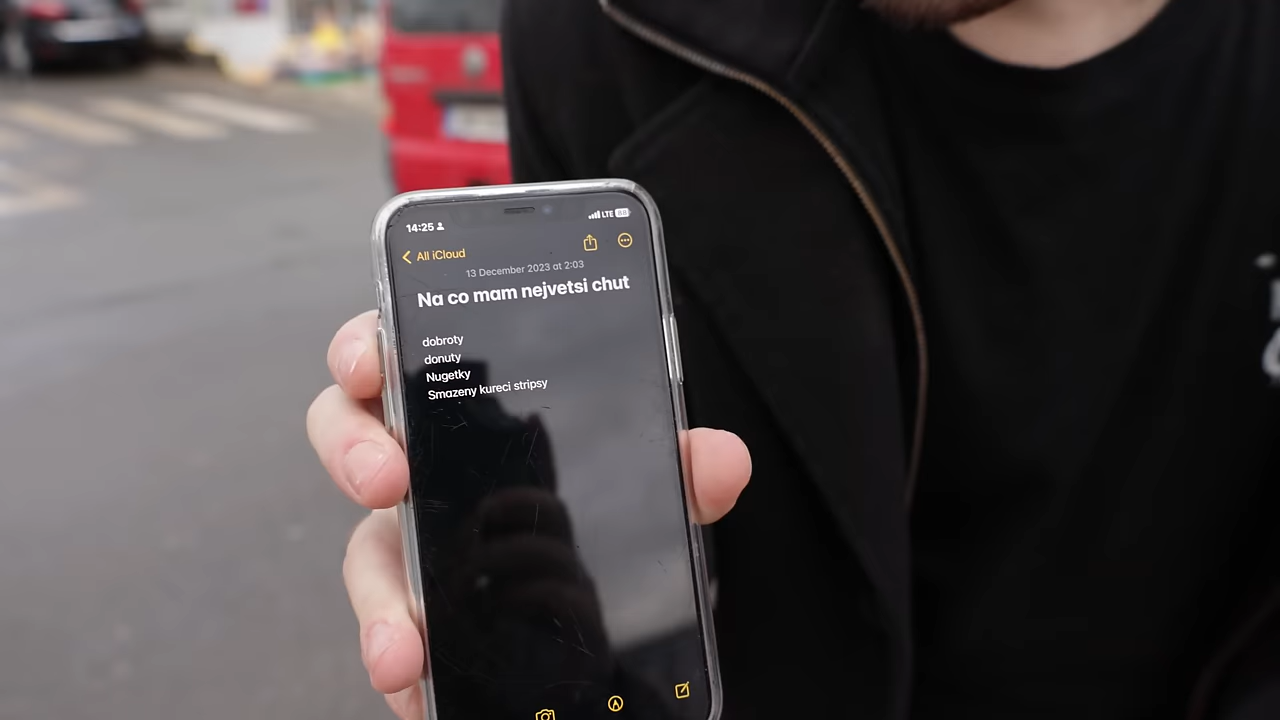 14:25
LTE 88
All iCloud
13 December 2023 at 2:03
Na co mam nejvetsi chut
dobroty
donuty
Nugetky
Smazeny kureci stripsy